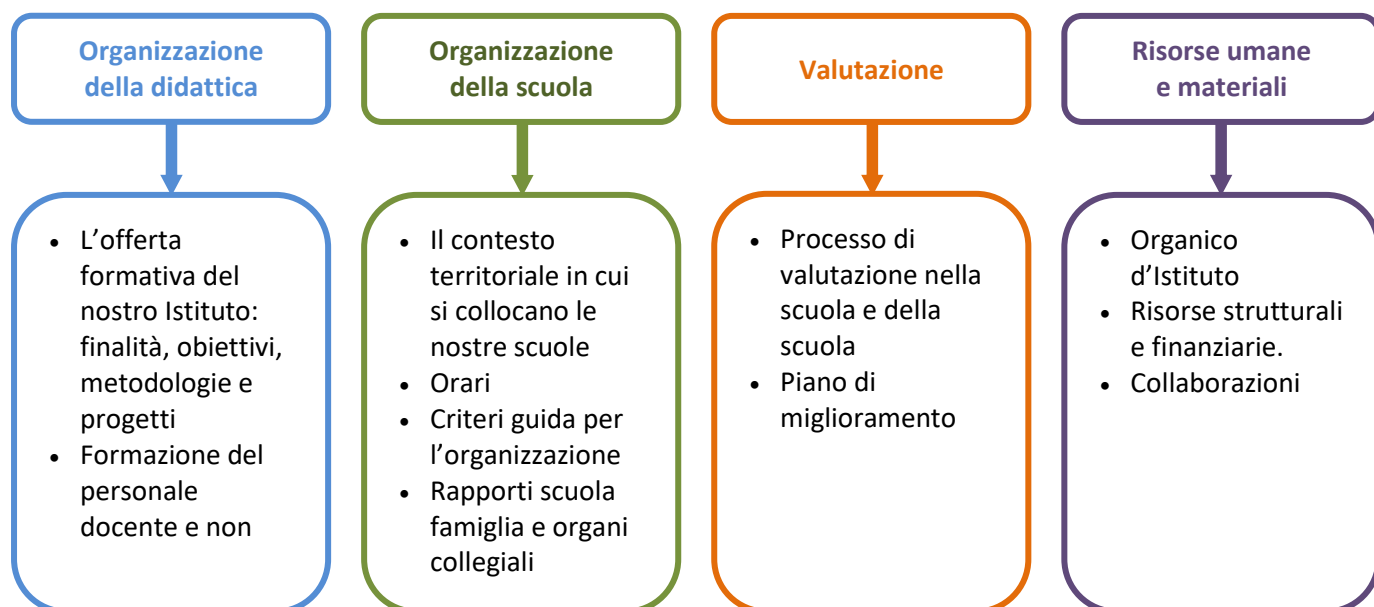 Organizzazione
della didattica
Organizzazione
della scuola
Valutazione
Risorse umane
e materiali
• L’offerta
formativa del
nostro Istituto:
finalità, obiettivi,
metodologie e
progetti
• Formazione del
personale
docente e non
• Il contesto
territoriale in cui
si collocano le
nostre scuole
• Orari
• Criteri guida per
l’organizzazione
• Rapporti scuola
famiglia e organi
collegiali
• Processo di
valutazione nella
scuola e della
scuola
• Piano di
miglioramento
• Organico
d’Istituto
• Risorse strutturali
e finanziarie.
• Collaborazioni